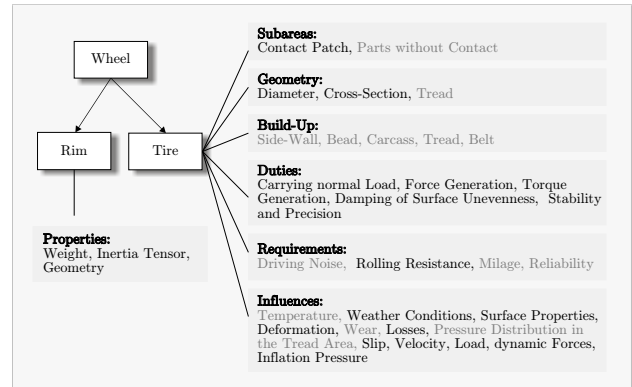 Wheel
Rim
Tire
Properties:
Weight, Inertia Tensor,
Geometry
Subareas:
Contact Patch, Parts without Contact
Geometry:
Diameter, Cross-Section, Tread
Build-Up:
Side-Wall, Bead, Carcass, Tread, Belt
Duties:
Carrying normal Load, Force Generation, Torque
Generation, Damping of Surface Unevenness, Stability
and Precision
Requirements:
Driving Noise, Rolling Resistance, Milage, Reliability
Influences:
Temperature, Weather Conditions, Surface Properties,
Deformation, Wear, Losses, Pressure Distribution in
the Tread Area, Slip, Velocity, Load, dynamic Forces,
Inflation Pressure